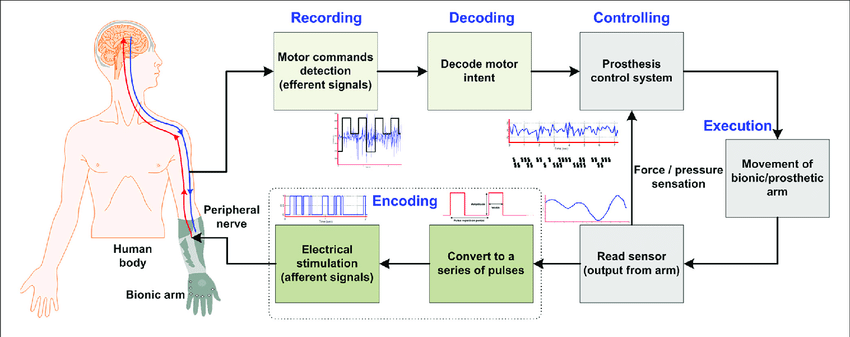 Recording
Decoding
Controlling
Motor commands
detection
(efferent signals)
Decode motor
intent
Prosthesis
control system
Execution
Movement of
bionic/prosthetic
arm
Force / pressure
sensation
Encoding
Peripheral
nerve
Electrical
stimulation
(afferent signals)
Convert to a
series of pulses
Read sensor
(output from arm)
Human
body
Bionic arm